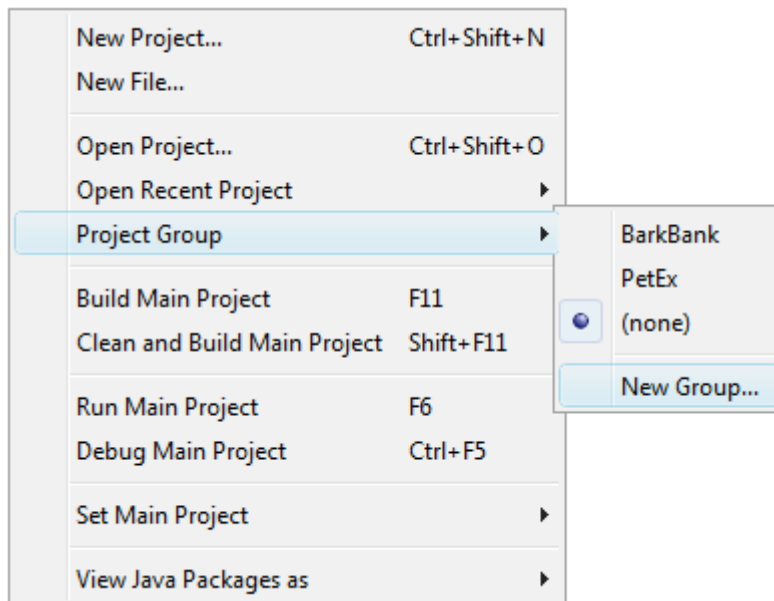 New Project... Ctrl+Shift+N
New File...
Open Project... Ctrl+Shift+O
Open Recent Project
Project Group
BarkBank
PetEx
(none)
New Group...
Build Main Project F11
Clean and Build Main Project Shift+F11
Run Main Project F6
Debug Main Project Ctrl+F5
Set Main Project
View Java Packages as